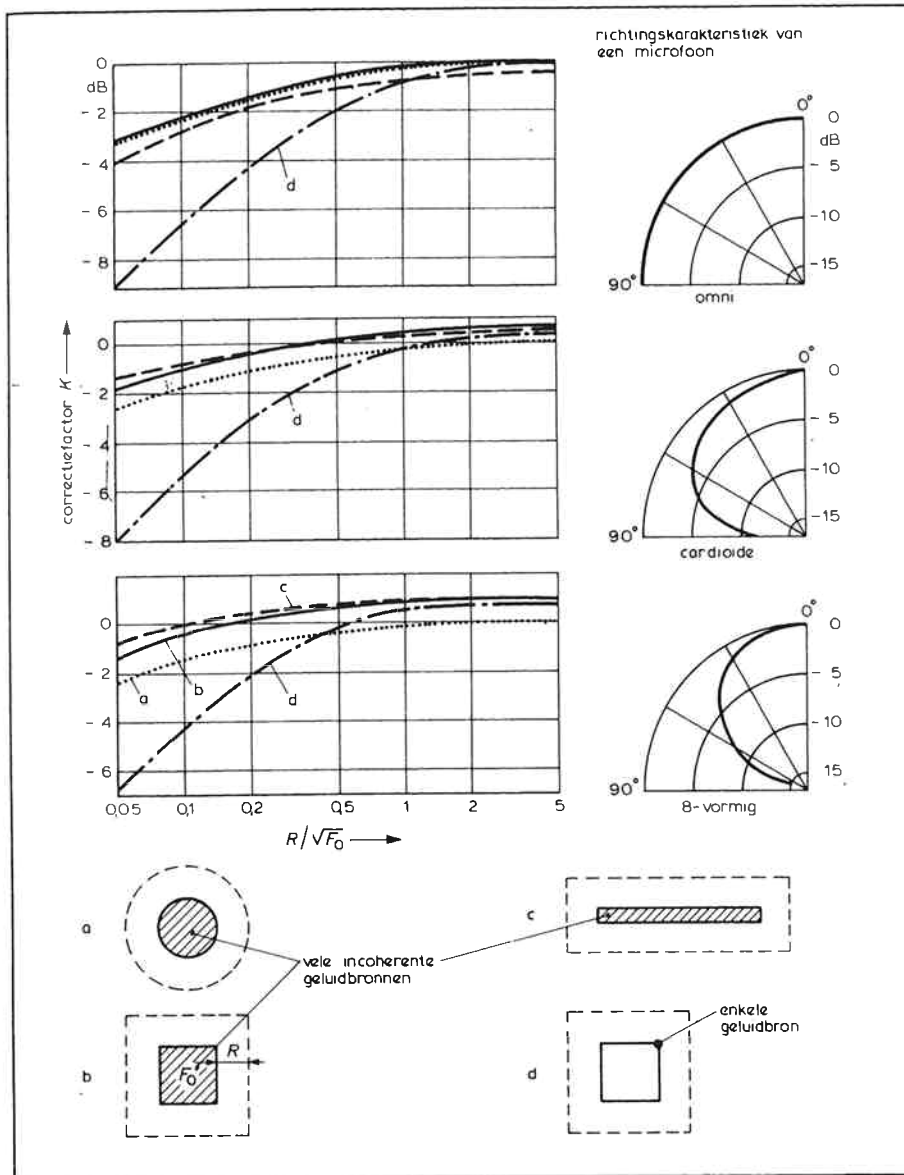 richtingskarakteristiek van
een microfoon
0
dB
-2
-4
-6
-8
d
0°
0
dB
-5
-10
-15
90°
omni
correctiefactor K
0
-2
-4
-6
-8
d
0°
0
-5
-10
-15
90°
cardioide
0
-2
-4
-6
c
b
a
d
0,05
0,1
0,2
0,5
1
2
5
R/√F₀
0°
0
-5
-10
15
90°
8-vormig
a
vele incoherente
geluidbronnen
c
b
F₀
R
d
enkele
geluidbron